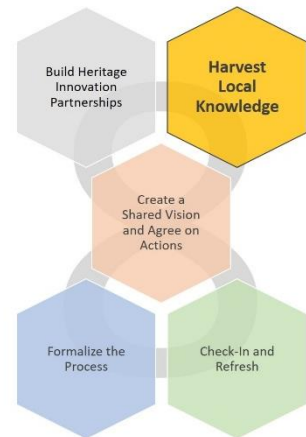 Build Heritage
Innovation
Partnerships
Harvest
Local
Knowledge
Create a
Shared Vision
and Agree on
Actions
Formalize the
Process
Check-In and
Refresh